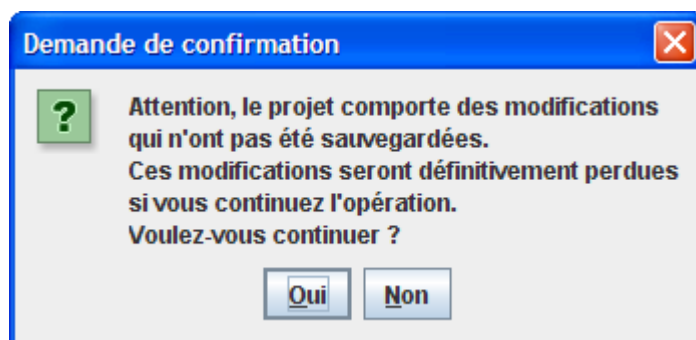 Demande de confirmation
Attention, le projet comporte des modifications
qui n'ont pas été sauvegardées.
Ces modifications seront définitivement perdues
si vous continuez l'opération.
Voulez-vous continuer ?
Oui Non